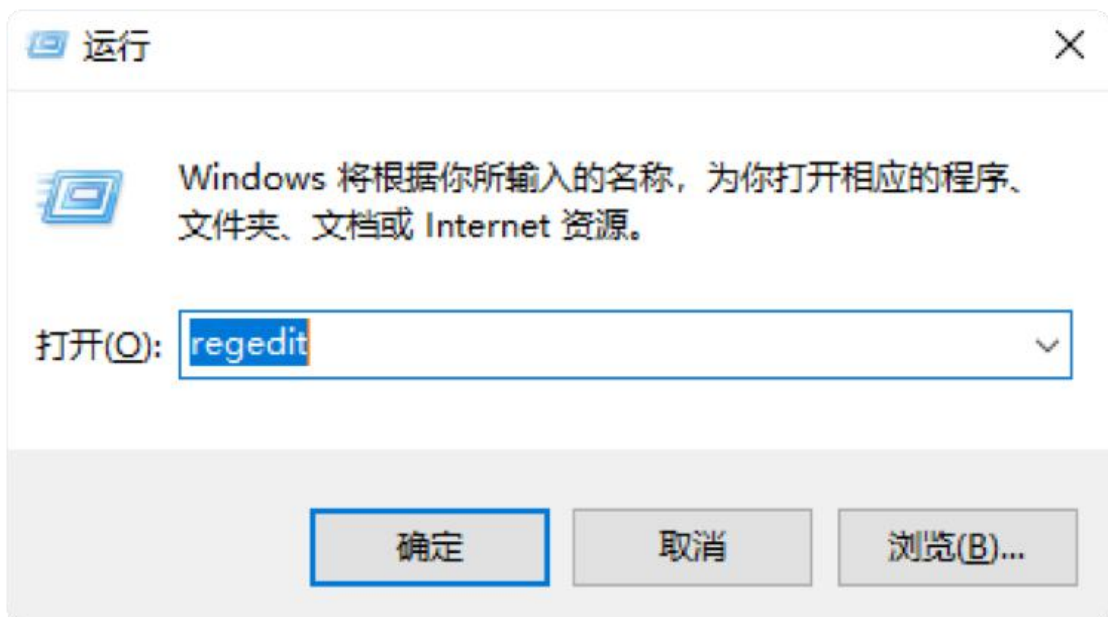 运行
Windows 将根据你所输入的名称，为你打开相应的程序、
文件夹、文档或 Internet 资源。
打开(O): regedit
确定 取消 浏览(B)...